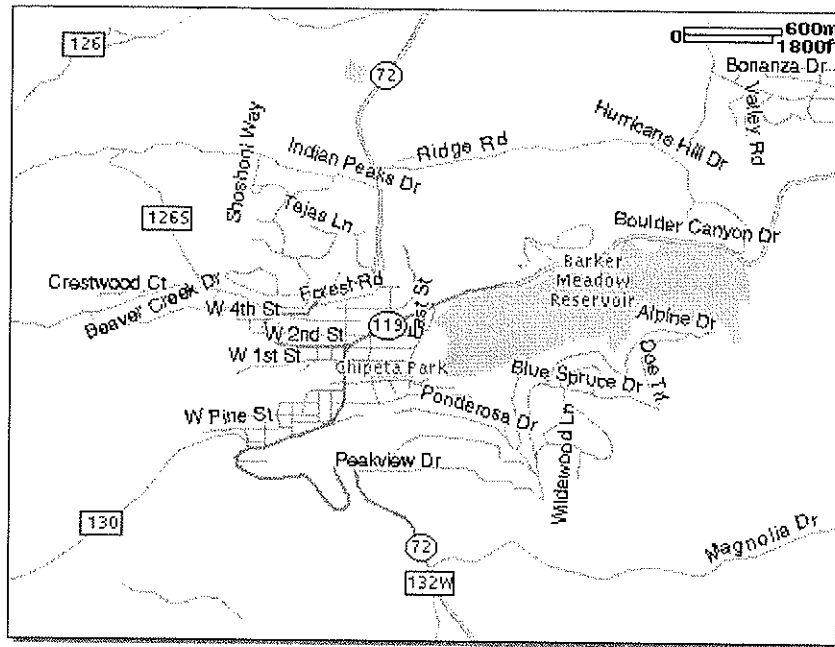 126
72
0 600m
1800ft
Bonanza Dr
Valley Rd
Hurricane Hill Dr
Shoshoni Way
Indian Peaks Dr
Ridge Rd
126S
Tejas Ln
Boulder Canyon Dr
Crestwood Ct
Beaver Creek Dr
Forest Rd
Barker
Meadow
Reservoir
W 4th St
119
Alpine Dr
W 2nd St
W 1st St
Chipeta Park
Blue Spruce Dr
Doe Trl
W Pine St
Ponderosa Dr
Wildewood Ln
Peakview Dr
130
72
Magnolia Dr
132W